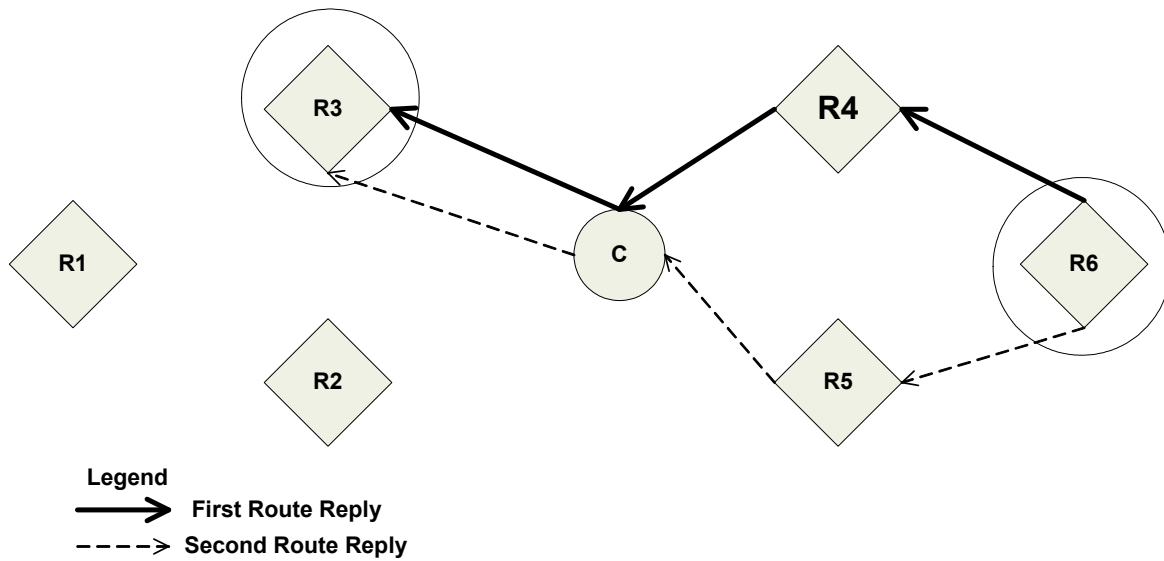 R3
R4
R1
C
R6
R2
R5
Legend
First Route Reply
Second Route Reply